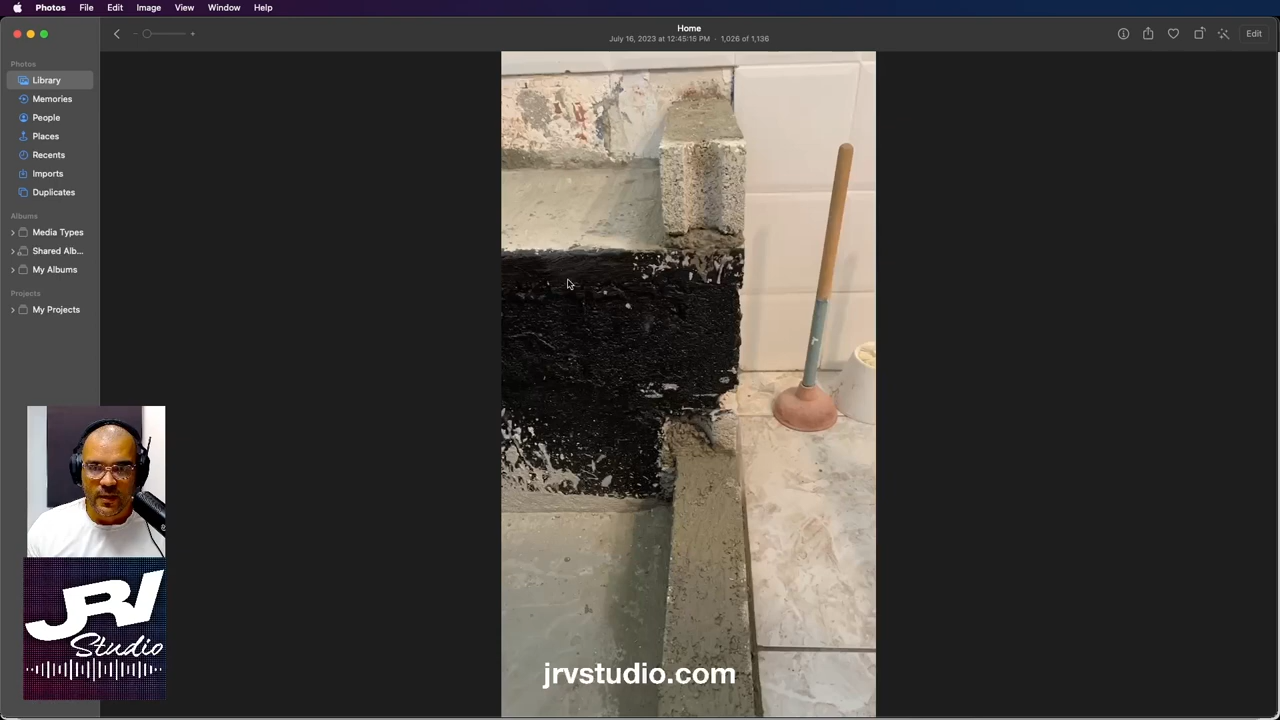 Photos File Edit Image View Window Help
Home
July 16, 2023 at 12:45:16 PM · 1,026 of 1,136
Edit
Photos
Library
Memories
People
Places
Recents
Imports
Duplicates
Albums
Media Types
Shared Alb...
My Albums
Projects
My Projects
JRV
Studio
jrvstudio.com